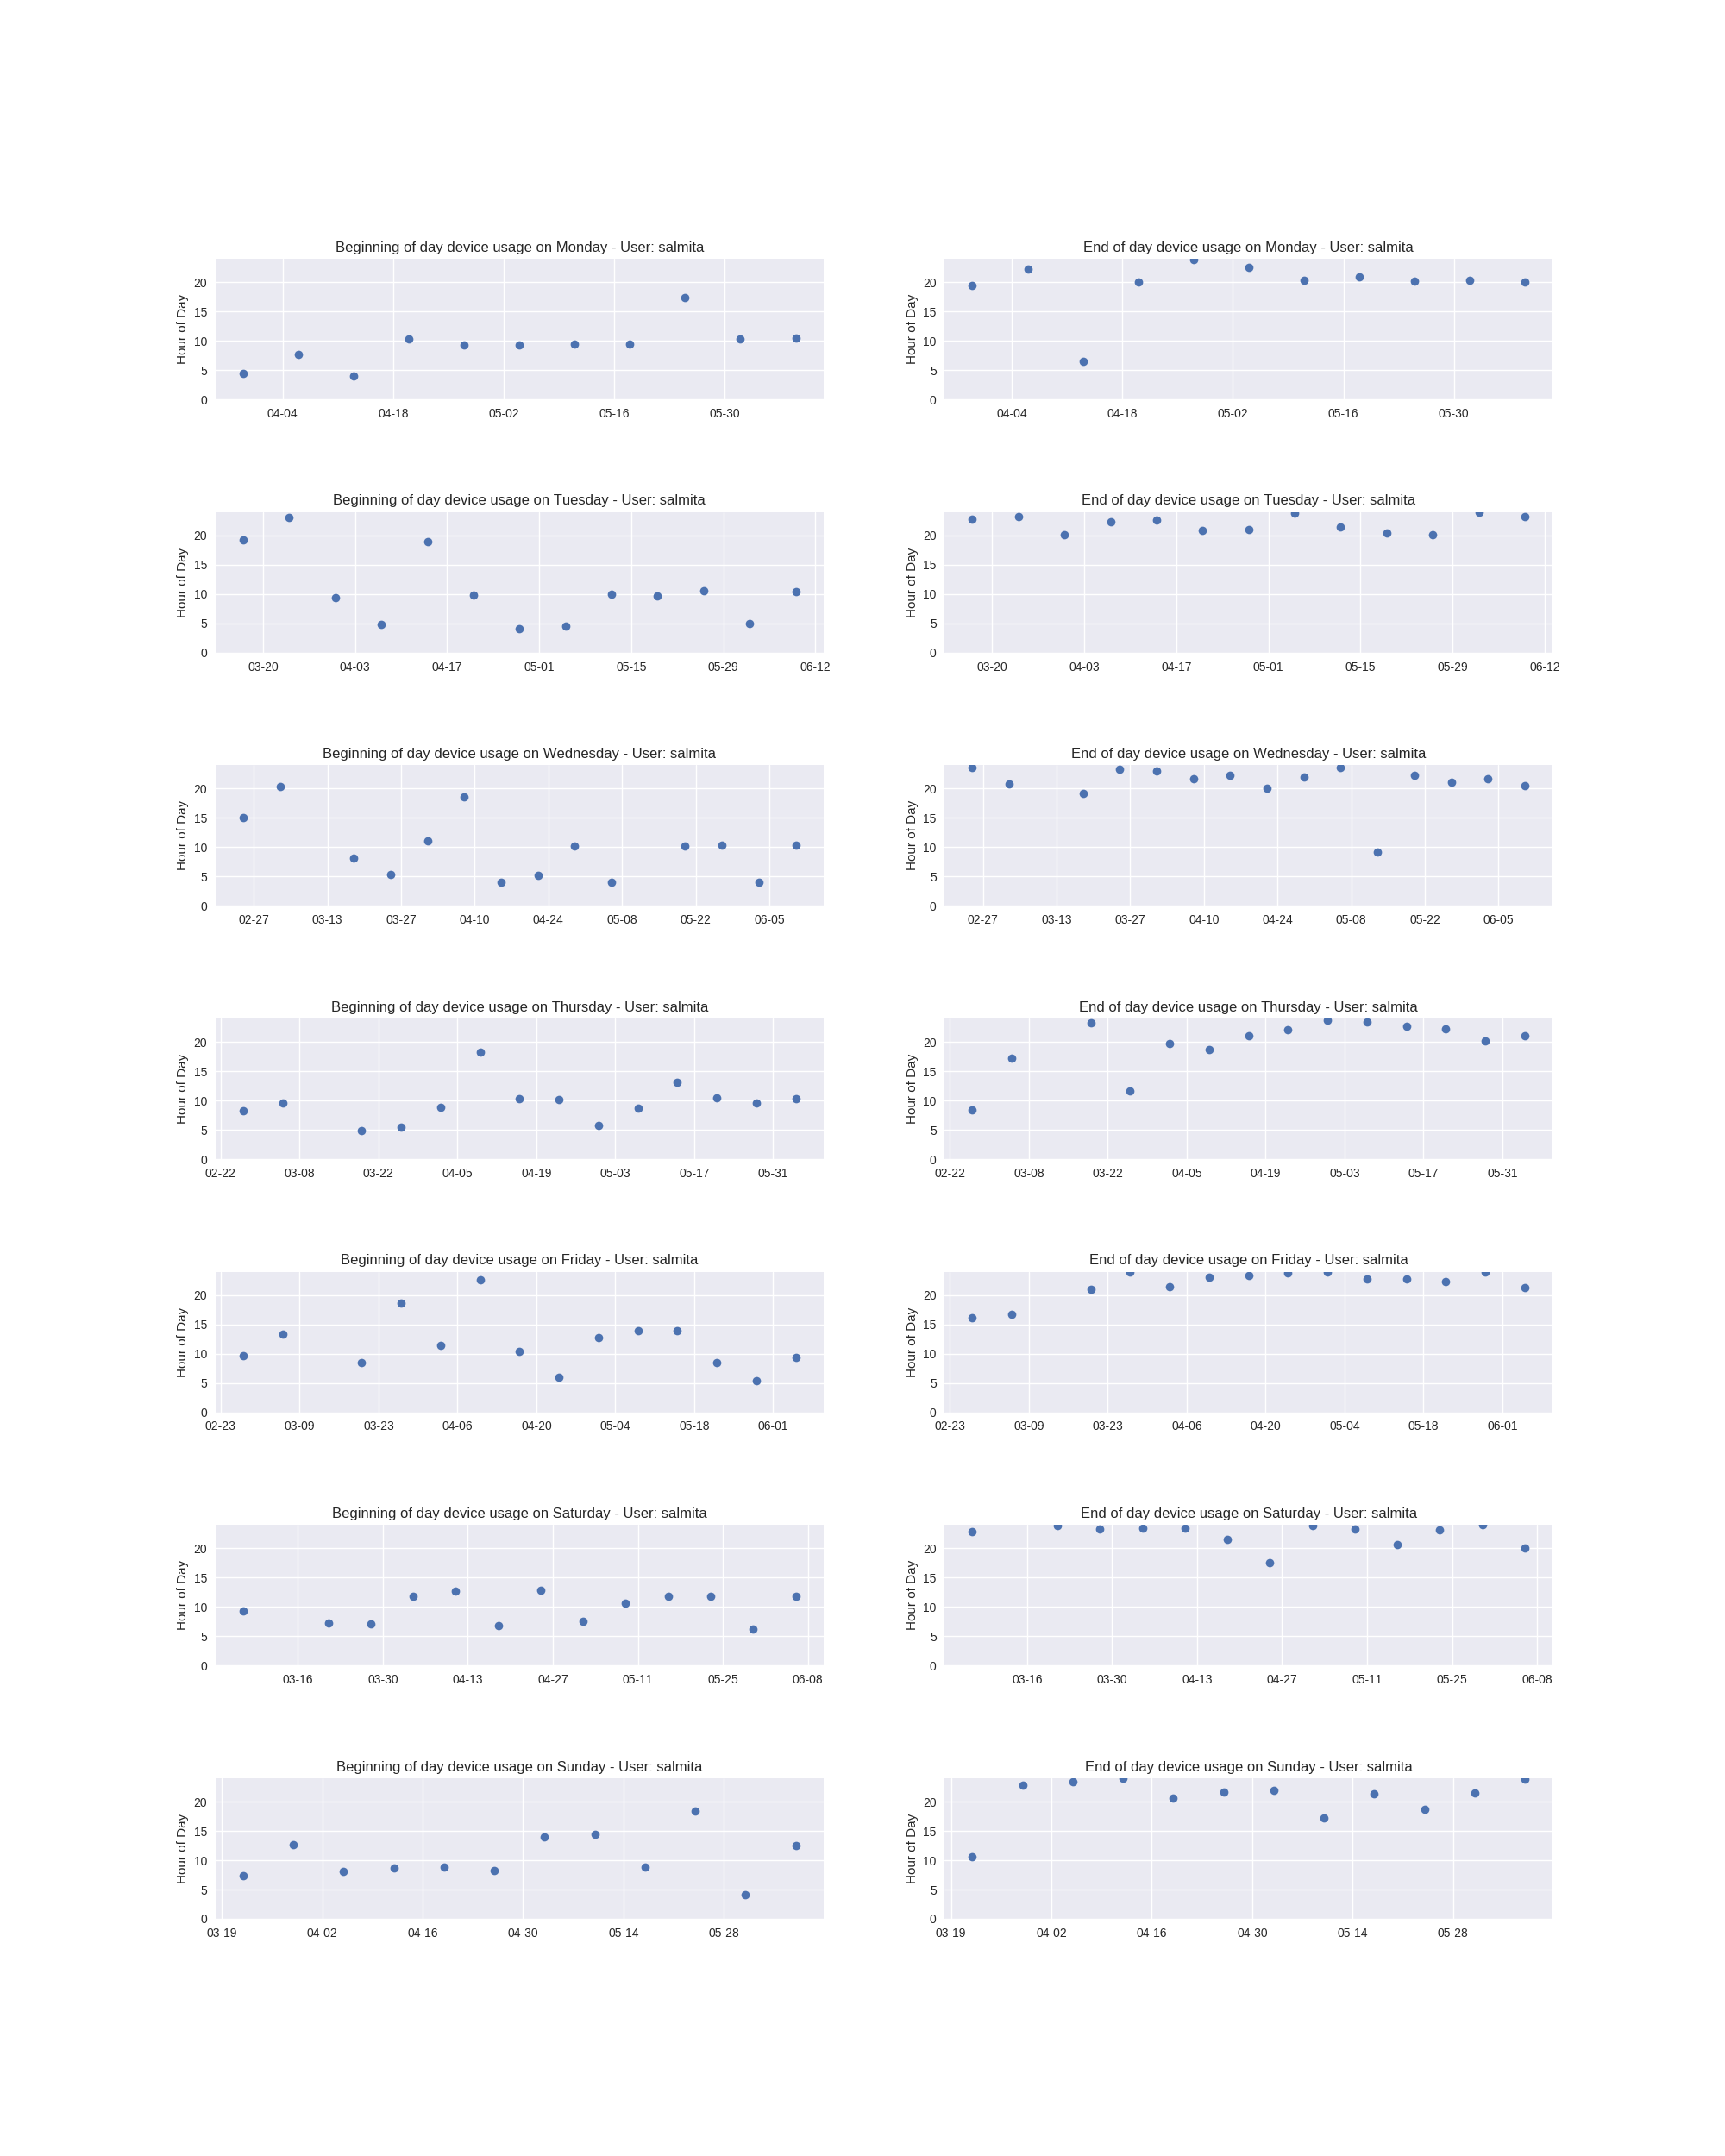 Beginning of day device usage on Monday - User: salmita
Hour of Day
20
15
10
5
0
04-04 04-18 05-02 05-16 05-30
End of day device usage on Monday - User: salmita
Hour of Day
20
15
10
5
0
04-04 04-18 05-02 05-16 05-30
Beginning of day device usage on Tuesday - User: salmita
Hour of Day
20
15
10
5
0
03-20 04-03 04-17 05-01 05-15 05-29 06-12
End of day device usage on Tuesday - User: salmita
Hour of Day
20
15
10
5
0
03-20 04-03 04-17 05-01 05-15 05-29 06-12
Beginning of day device usage on Wednesday - User: salmita
Hour of Day
20
15
10
5
0
02-27 03-13 03-27 04-10 04-24 05-08 05-22 06-05
End of day device usage on Wednesday - User: salmita
Hour of Day
20
15
10
5
0
02-27 03-13 03-27 04-10 04-24 05-08 05-22 06-05
Beginning of day device usage on Thursday - User: salmita
Hour of Day
20
15
10
5
0
02-22 03-08 03-22 04-05 04-19 05-03 05-17 05-31
End of day device usage on Thursday - User: salmita
Hour of Day
20
15
10
5
0
02-22 03-08 03-22 04-05 04-19 05-03 05-17 05-31
Beginning of day device usage on Friday - User: salmita
Hour of Day
20
15
10
5
0
02-23 03-09 03-23 04-06 04-20 05-04 05-18 06-01
End of day device usage on Friday - User: salmita
Hour of Day
20
15
10
5
0
02-23 03-09 03-23 04-06 04-20 05-04 05-18 06-01
Beginning of day device usage on Saturday - User: salmita
Hour of Day
20
15
10
5
0
03-16 03-30 04-13 04-27 05-11 05-25 06-08
End of day device usage on Saturday - User: salmita
Hour of Day
20
15
10
5
0
03-16 03-30 04-13 04-27 05-11 05-25 06-08
Beginning of day device usage on Sunday - User: salmita
Hour of Day
20
15
10
5
0
03-19 04-02 04-16 04-30 05-14 05-28
End of day device usage on Sunday - User: salmita
Hour of Day
20
15
10
5
0
03-19 04-02 04-16 04-30 05-14 05-28